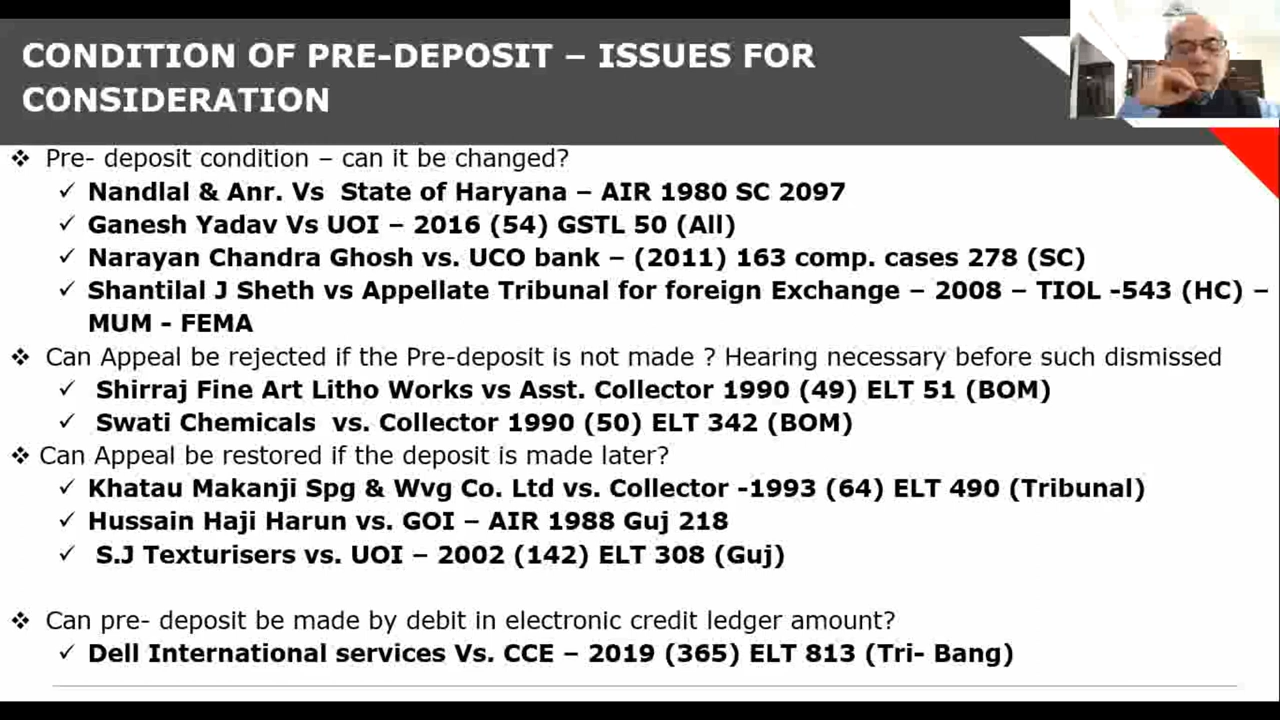 CONDITION OF PRE-DEPOSIT – ISSUES FOR
CONSIDERATION
❖ Pre- deposit condition – can it be changed?
✓ Nandlal & Anr. Vs State of Haryana – AIR 1980 SC 2097
✓ Ganesh Yadav Vs UOI – 2016 (54) GSTL 50 (All)
✓ Narayan Chandra Ghosh vs. UCO bank – (2011) 163 comp. cases 278 (SC)
✓ Shantilal J Sheth vs Appellate Tribunal for foreign Exchange – 2008 – TIOL -543 (HC) –
MUM - FEMA
❖ Can Appeal be rejected if the Pre-deposit is not made ? Hearing necessary before such dismissed
✓ Shirraj Fine Art Litho Works vs Asst. Collector 1990 (49) ELT 51 (BOM)
✓ Swati Chemicals vs. Collector 1990 (50) ELT 342 (BOM)
❖ Can Appeal be restored if the deposit is made later?
✓ Khatau Makanji Spg & Wvg Co. Ltd vs. Collector -1993 (64) ELT 490 (Tribunal)
✓ Hussain Haji Harun vs. GOI – AIR 1988 Guj 218
✓ S.J Texturisers vs. UOI – 2002 (142) ELT 308 (Guj)
❖ Can pre- deposit be made by debit in electronic credit ledger amount?
✓ Dell International services Vs. CCE – 2019 (365) ELT 813 (Tri- Bang)